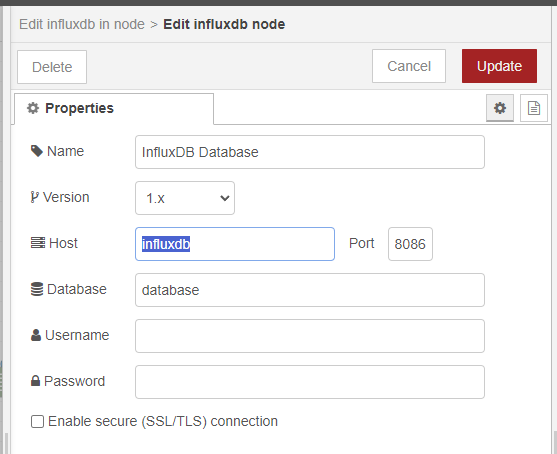 Edit influxdb in node > Edit influxdb node
Delete
Cancel
Update
Properties
Name
InfluxDB Database
Version
1.x
Host
influxdb
Port
8086
Database
database
Username
Password
Enable secure (SSL/TLS) connection